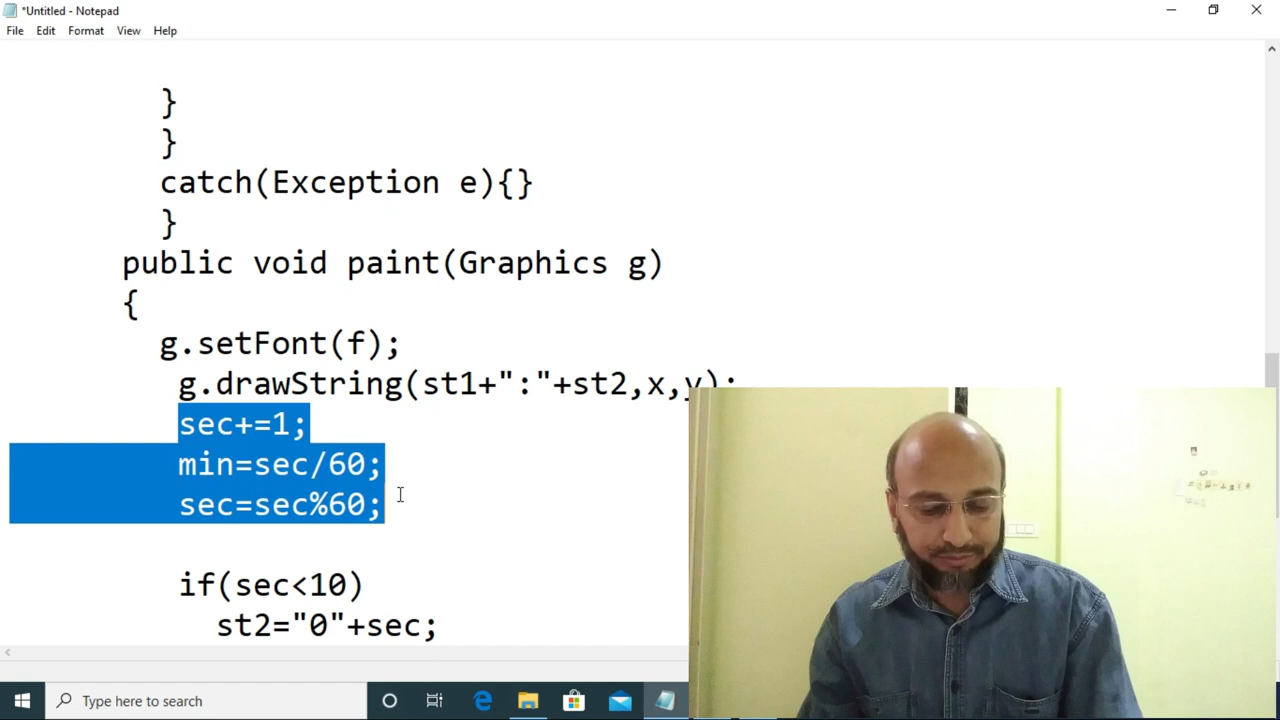 *Untitled - Notepad
File Edit Format View Help
}
}
catch(Exception e){}
}
public void paint(Graphics g)
{
g.setFont(f);
g.drawString(st1+":"+st2,x,y);
sec+=1;
min=sec/60;
sec=sec%60;
if(sec<10)
st2="0"+sec;
Type here to search